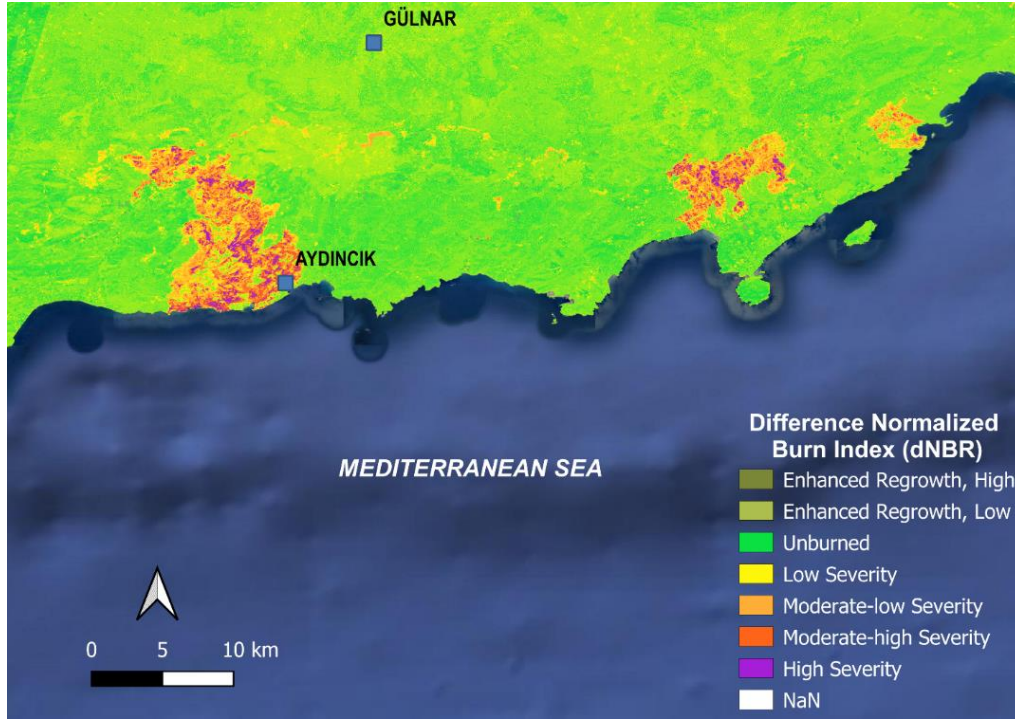 GÜLNAR
AYDINCIK
MEDITERRANEAN SEA
Difference Normalized
Burn Index (dNBR)
Enhanced Regrowth, High
Enhanced Regrowth, Low
Unburned
Low Severity
Moderate-low Severity
Moderate-high Severity
High Severity
NaN
0 5 10 km